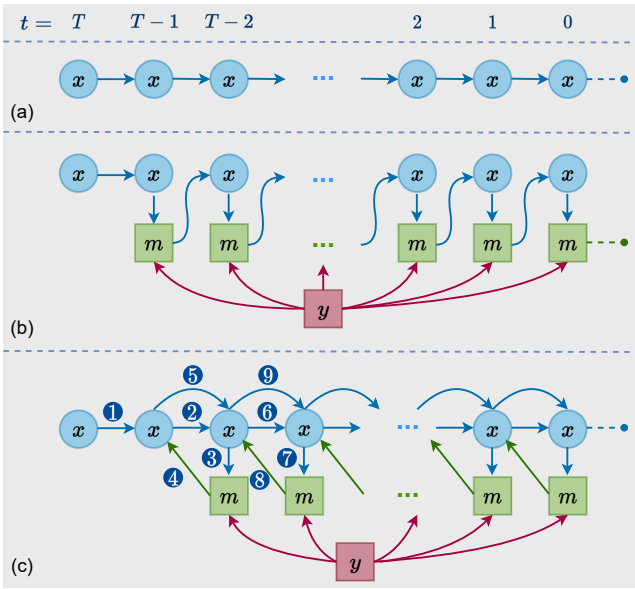 t = T T − 1 T − 2 2 1 0
x x x ... x x x
(a)
x x x ... x x x
m m ... m m m
y
(b)
5 9
1 2 6
x x x x ... x x
3 7
4 8
m m ... m m
y
(c)